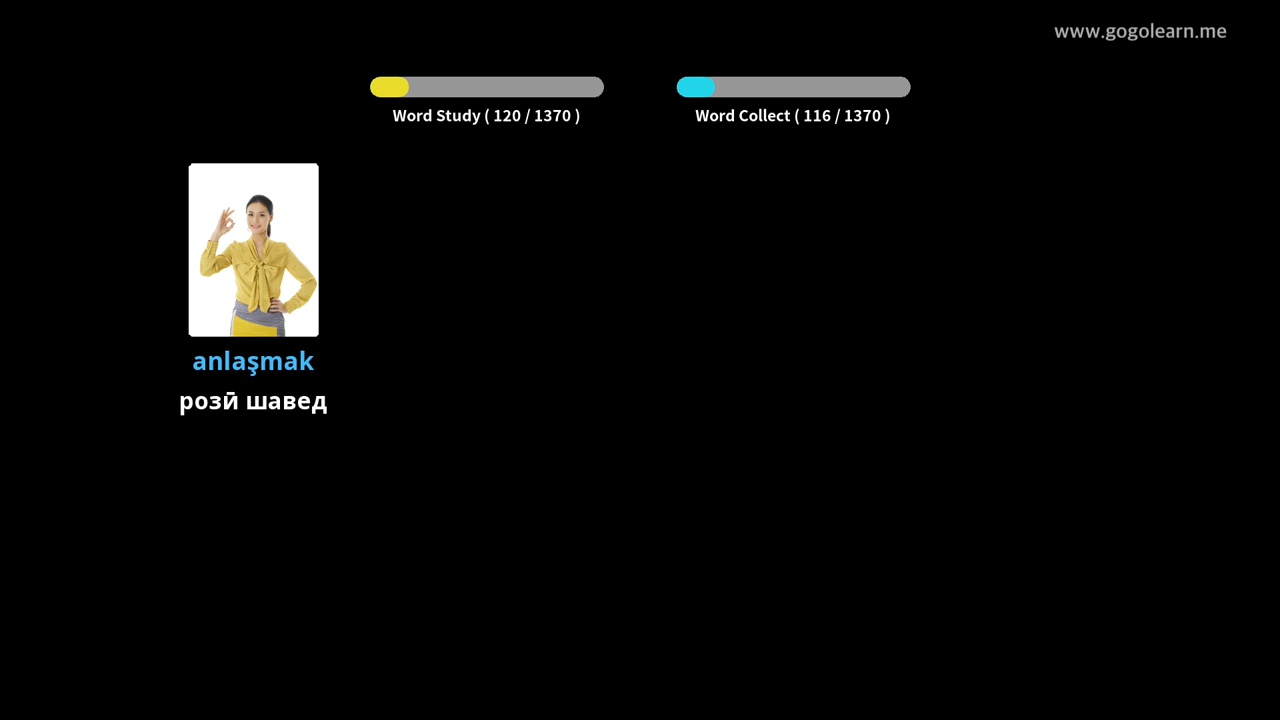 www.gogolearn.me
Word Study ( 120 / 1370 )
Word Collect ( 116 / 1370 )
anlaşmak
розӣ шавед